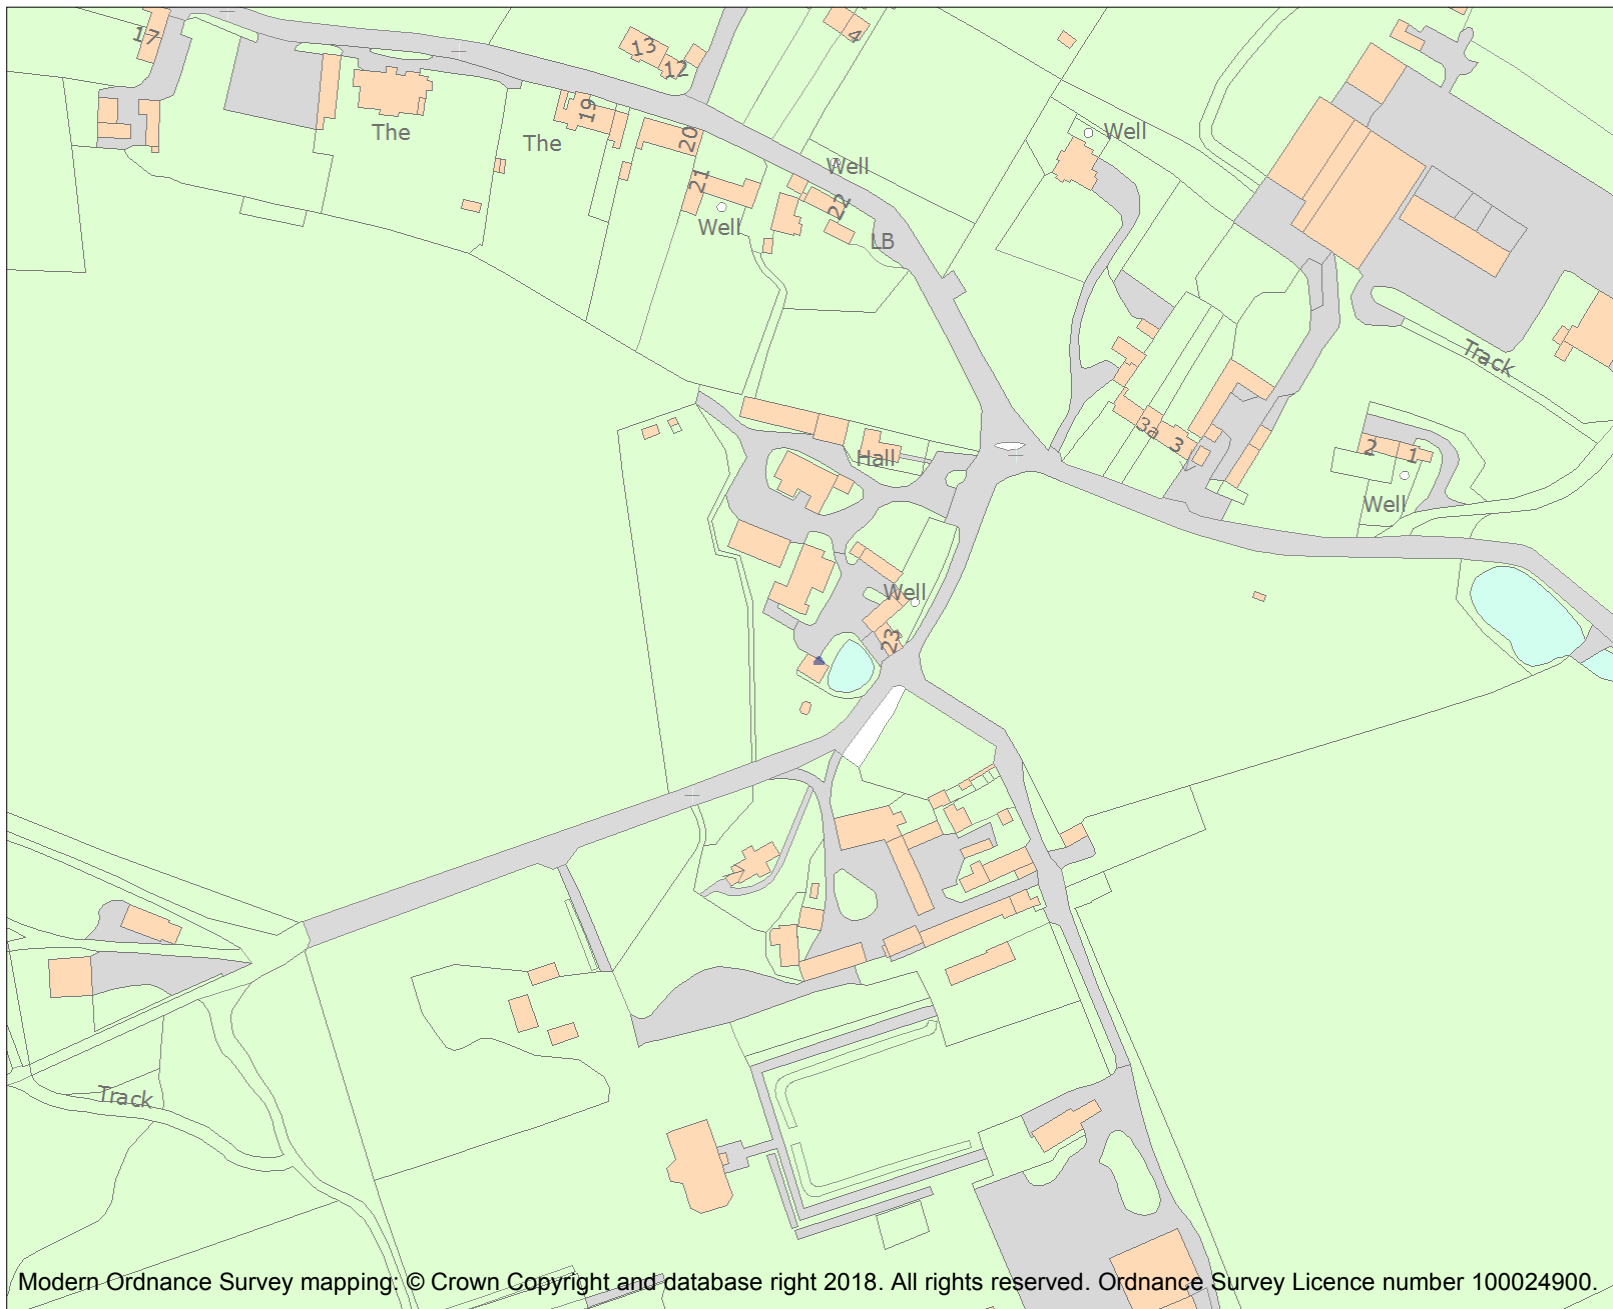 17
13
4
12
19
The
The
20
Well
Well
21
22
Well
LB
Track
3a
3
2
1
Hall
Well
Well
23
Track
Modern Ordnance Survey mapping: © Crown Copyright and database right 2018. All rights reserved. Ordnance Survey Licence number 100024900.